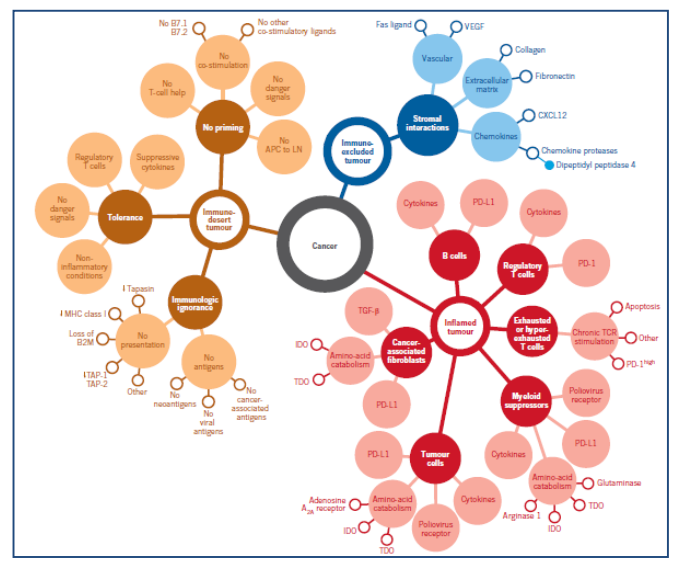 No B7.1
B7.2
No other
co-stimulatory ligands
No
co-stimulation
No
T-cell help
No
danger
signals
No priming
No
APC to LN
Regulatory
T cells
Suppressive
cytokines
No
danger
signals
Tolerance
Non-
inflammatory
conditions
Immune-
desert
tumour
Immunologic
ignorance
↓ Tapasin
↓ MHC class I
Loss of
B2M
↓TAP-1
TAP-2
Other
No
presentation
No
antigens
No
neoantigens
No
viral
antigens
No
cancer-
associated
antigens
Cancer
Immune-
excluded
tumour
Stromal
interactions
Fas ligand
VEGF
Vascular
Collagen
Extracellular
matrix
Fibronectin
Chemokines
CXCL12
Chemokine proteases
Dipeptidyl peptidase 4
Inflamed
tumour
Cytokines
PD-L1
B cells
Cytokines
Regulatory
T cells
PD-1
Exhausted
or hyper-
exhausted
T cells
Chronic TCR
stimulation
Apoptosis
Other
PD-1high
Myeloid
suppressors
Poliovirus
receptor
PD-L1
Cytokines
Amino-acid
catabolism
Glutaminase
TDO
IDO
Arginase 1
Cancer-
associated
fibroblasts
TGF-β
IDO
Amino-acid
catabolism
TDO
PD-L1
Tumour
cells
PD-L1
Adenosine
A2A receptor
Amino-acid
catabolism
IDO
TDO
Poliovirus
receptor
Cytokines